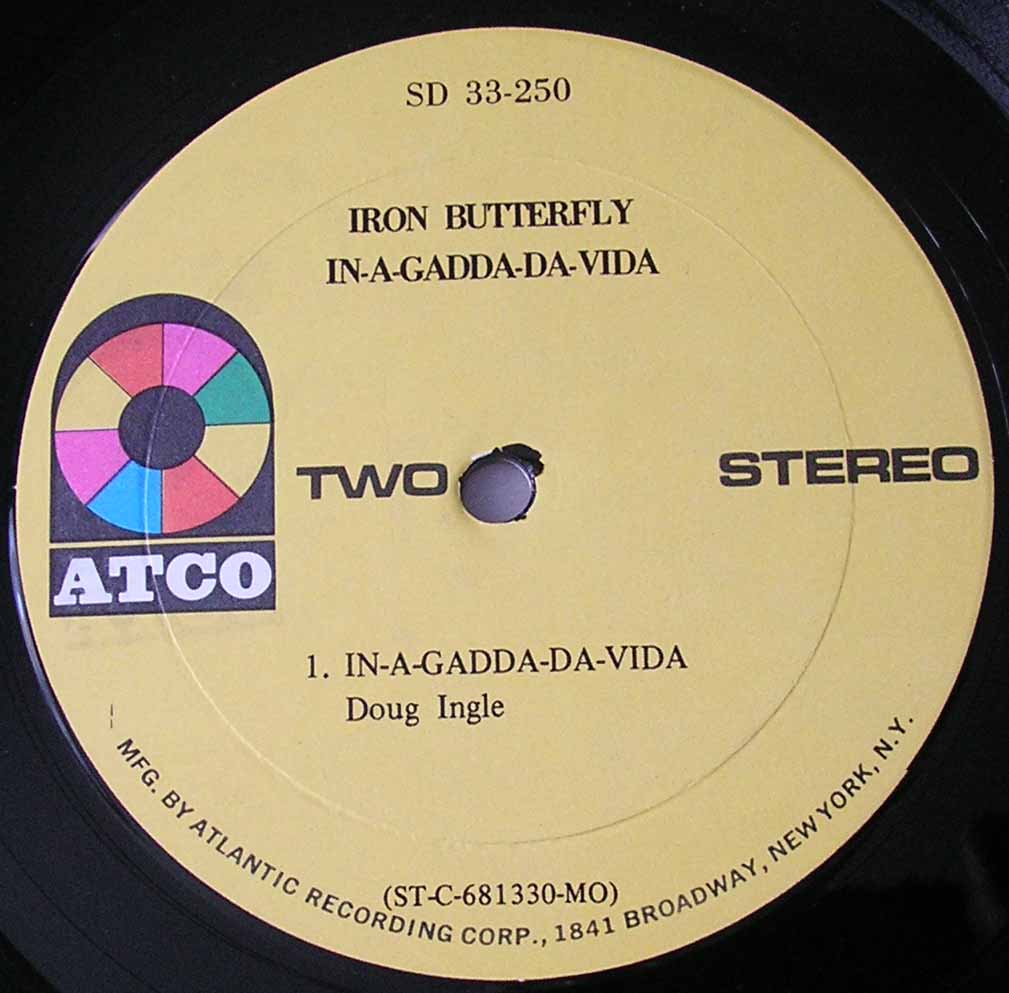 SD 33-250
IRON BUTTERFLY
IN-A-GADDA-DA-VIDA
TWO
STEREO
ATCO
1. IN-A-GADDA-DA-VIDA
Doug Ingle
(ST-C-681330-MO)
MFG. BY ATLANTIC RECORDING CORP., 1841 BROADWAY, NEW YORK, N.Y.